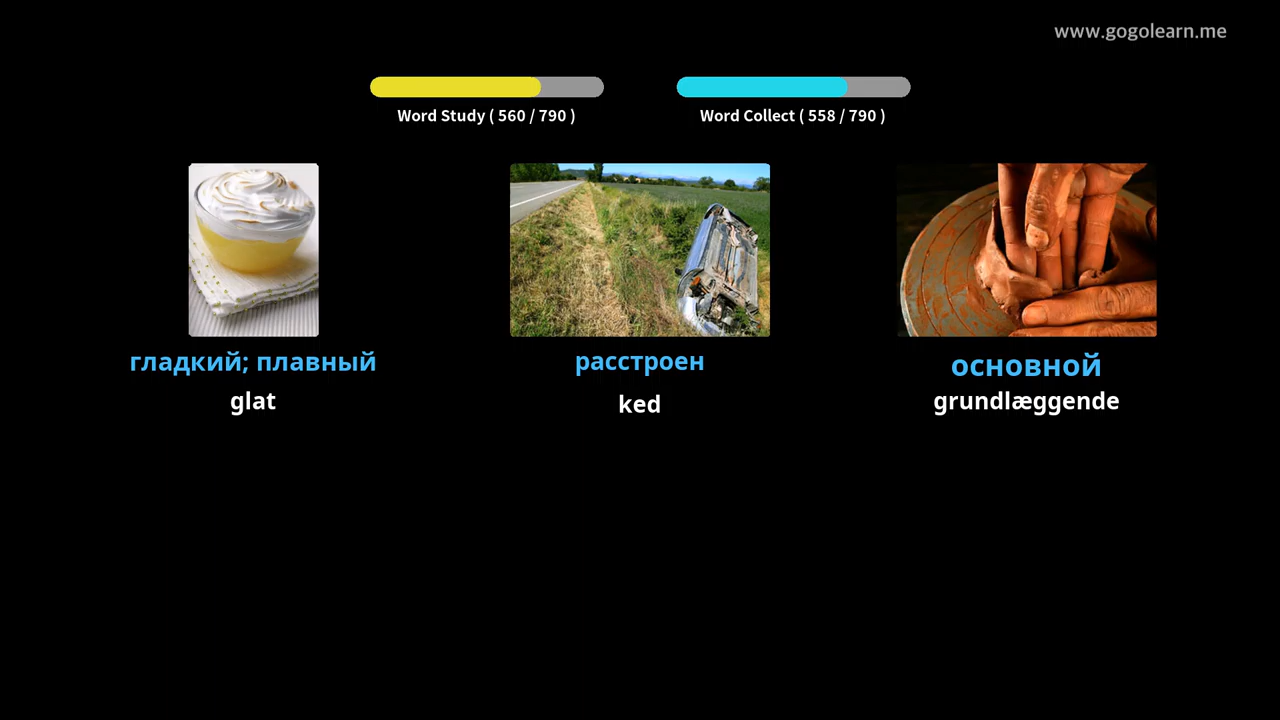 www.gogolearn.me
Word Study ( 560 / 790 )
Word Collect ( 558 / 790 )
гладкий; плавный
glat
расстроен
ked
основной
grundlæggende